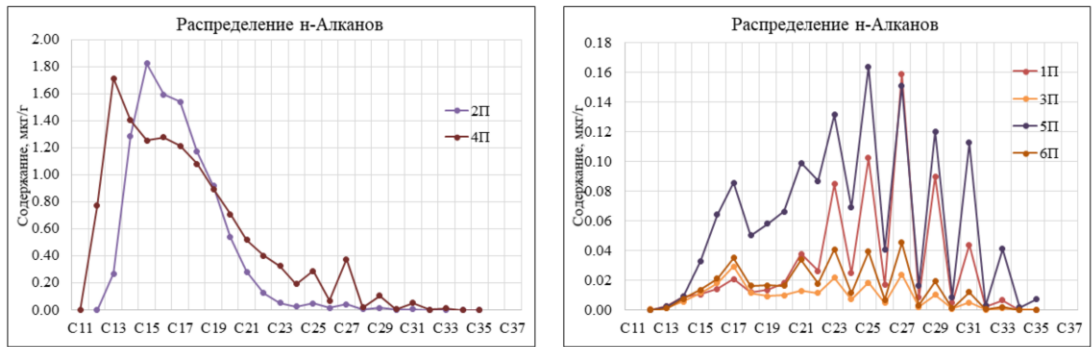 Распределение н-Алканов
Содержание, мкг/г
2.00
1.80
1.60
1.40
1.20
1.00
0.80
0.60
0.40
0.20
0.00
2П
4П
C11 C13 C15 C17 C19 C21 C23 C25 C27 C29 C31 C33 C35 C37
Распределение н-Алканов
Содержание, мкг/г
0.18
0.16
0.14
0.12
0.10
0.08
0.06
0.04
0.02
0.00
1П
3П
5П
6П
C11 C13 C15 C17 C19 C21 C23 C25 C27 C29 C31 C33 C35 C37